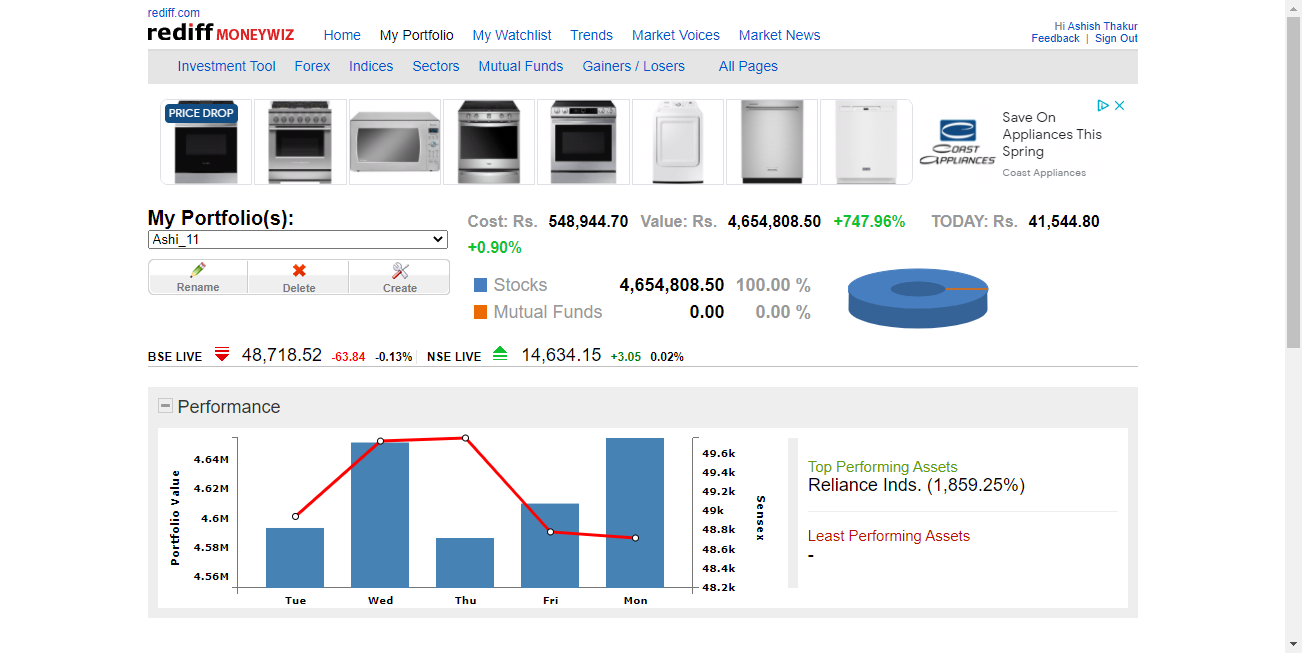 rediff.com
rediff MONEYWIZ
Home My Portfolio My Watchlist Trends Market Voices Market News
Hi Ashish Thakur
Feedback | Sign Out
Investment Tool Forex Indices Sectors Mutual Funds Gainers / Losers All Pages
PRICE DROP
COAST
APPLIANCES
Save On
Appliances This
Spring
Coast Appliances
My Portfolio(s):
Ashi_11
Rename Delete Create
Cost: Rs. 548,944.70 Value: Rs. 4,654,808.50 +747.96% TODAY: Rs. 41,544.80
+0.90%
Stocks 4,654,808.50 100.00 %
Mutual Funds 0.00 0.00 %
BSE LIVE 48,718.52 -63.84 -0.13% NSE LIVE 14,634.15 +3.05 0.02%
Performance
Portfolio Value
4.64M
4.62M
4.6M
4.58M
4.56M
Tue Wed Thu Fri Mon
49.6k
49.4k
49.2k
49k
48.8k
48.6k
48.4k
48.2k
Sensex
Top Performing Assets
Reliance Inds. (1,859.25%)
Least Performing Assets
-